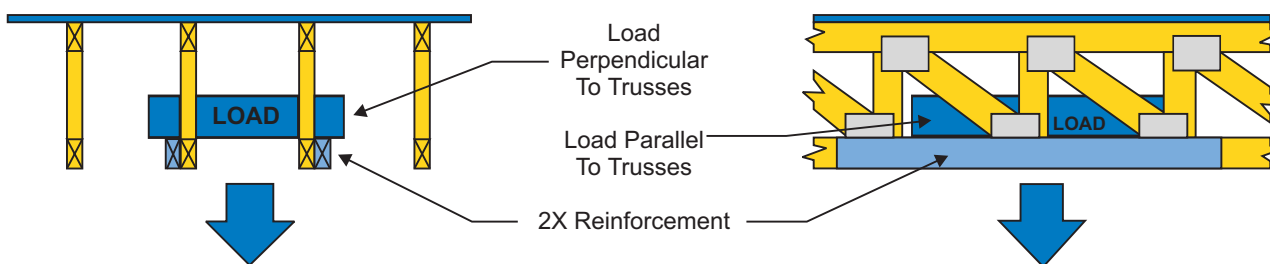 Load
Perpendicular
To Trusses
LOAD
Load Parallel
To Trusses
LOAD
2X Reinforcement